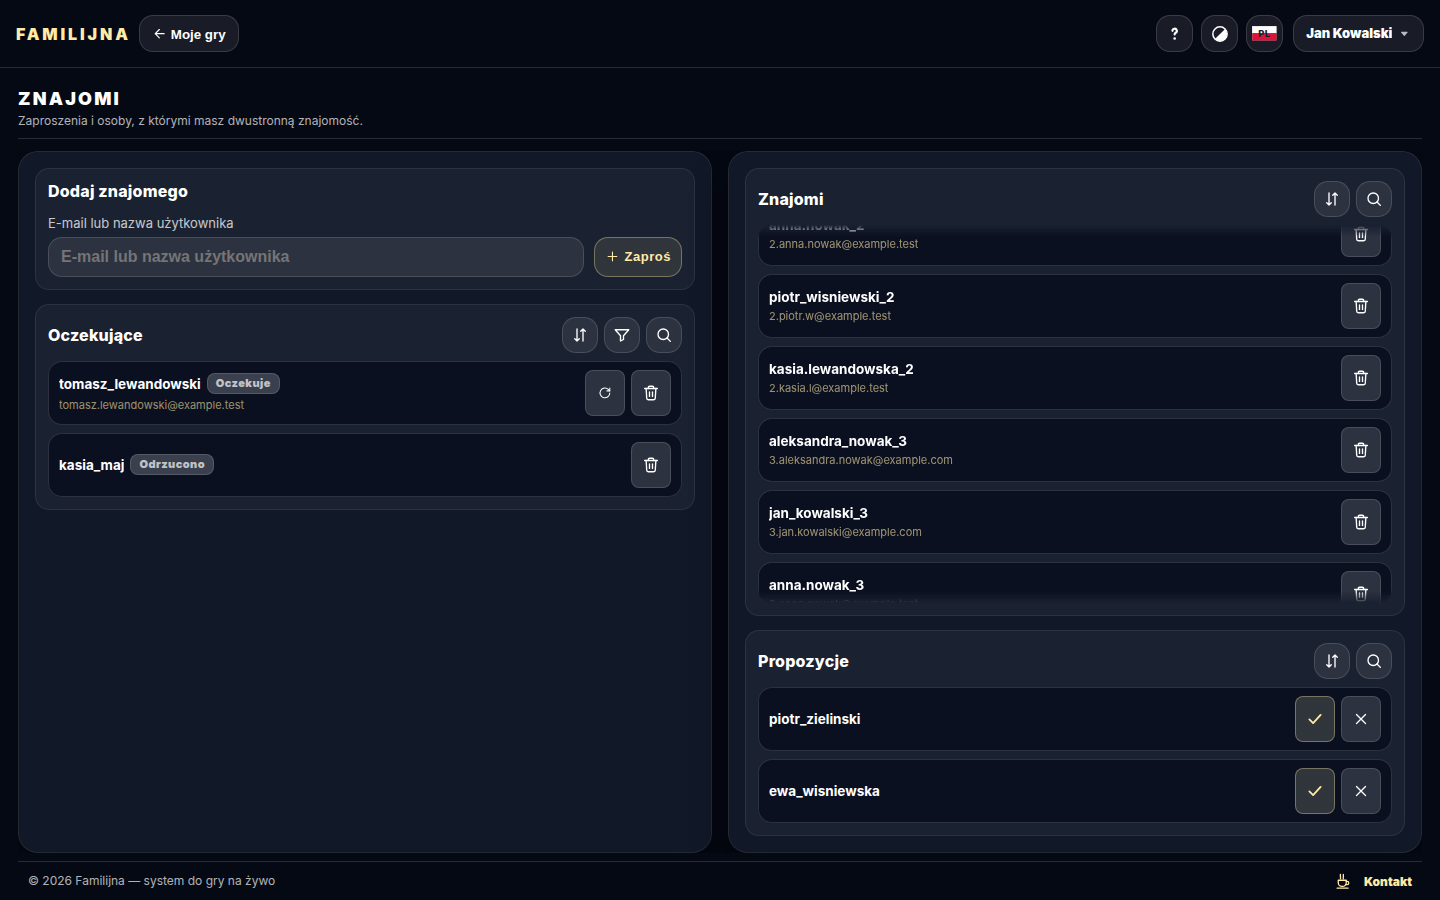 FAMILIJNA
← Moje gry
?
PL
Jan Kowalski
ZNAJOMI
Zaproszenia i osoby, z którymi masz dwustronną znajomość.
Dodaj znajomego
E-mail lub nazwa użytkownika
E-mail lub nazwa użytkownika
+ Zaproś
Oczekujące
tomasz_lewandowski Oczekuje
tomasz.lewandowski@example.test
kasia_maj Odrzucono
Znajomi
anna.nowak_2
2.anna.nowak@example.test
piotr_wisniewski_2
2.piotr.w@example.test
kasia.lewandowska_2
2.kasia.l@example.test
aleksandra_nowak_3
3.aleksandra.nowak@example.com
jan_kowalski_3
3.jan.kowalski@example.com
anna.nowak_3
Propozycje
piotr_zielinski
ewa_wisniewska
© 2026 Familijna — system do gry na żywo
Kontakt